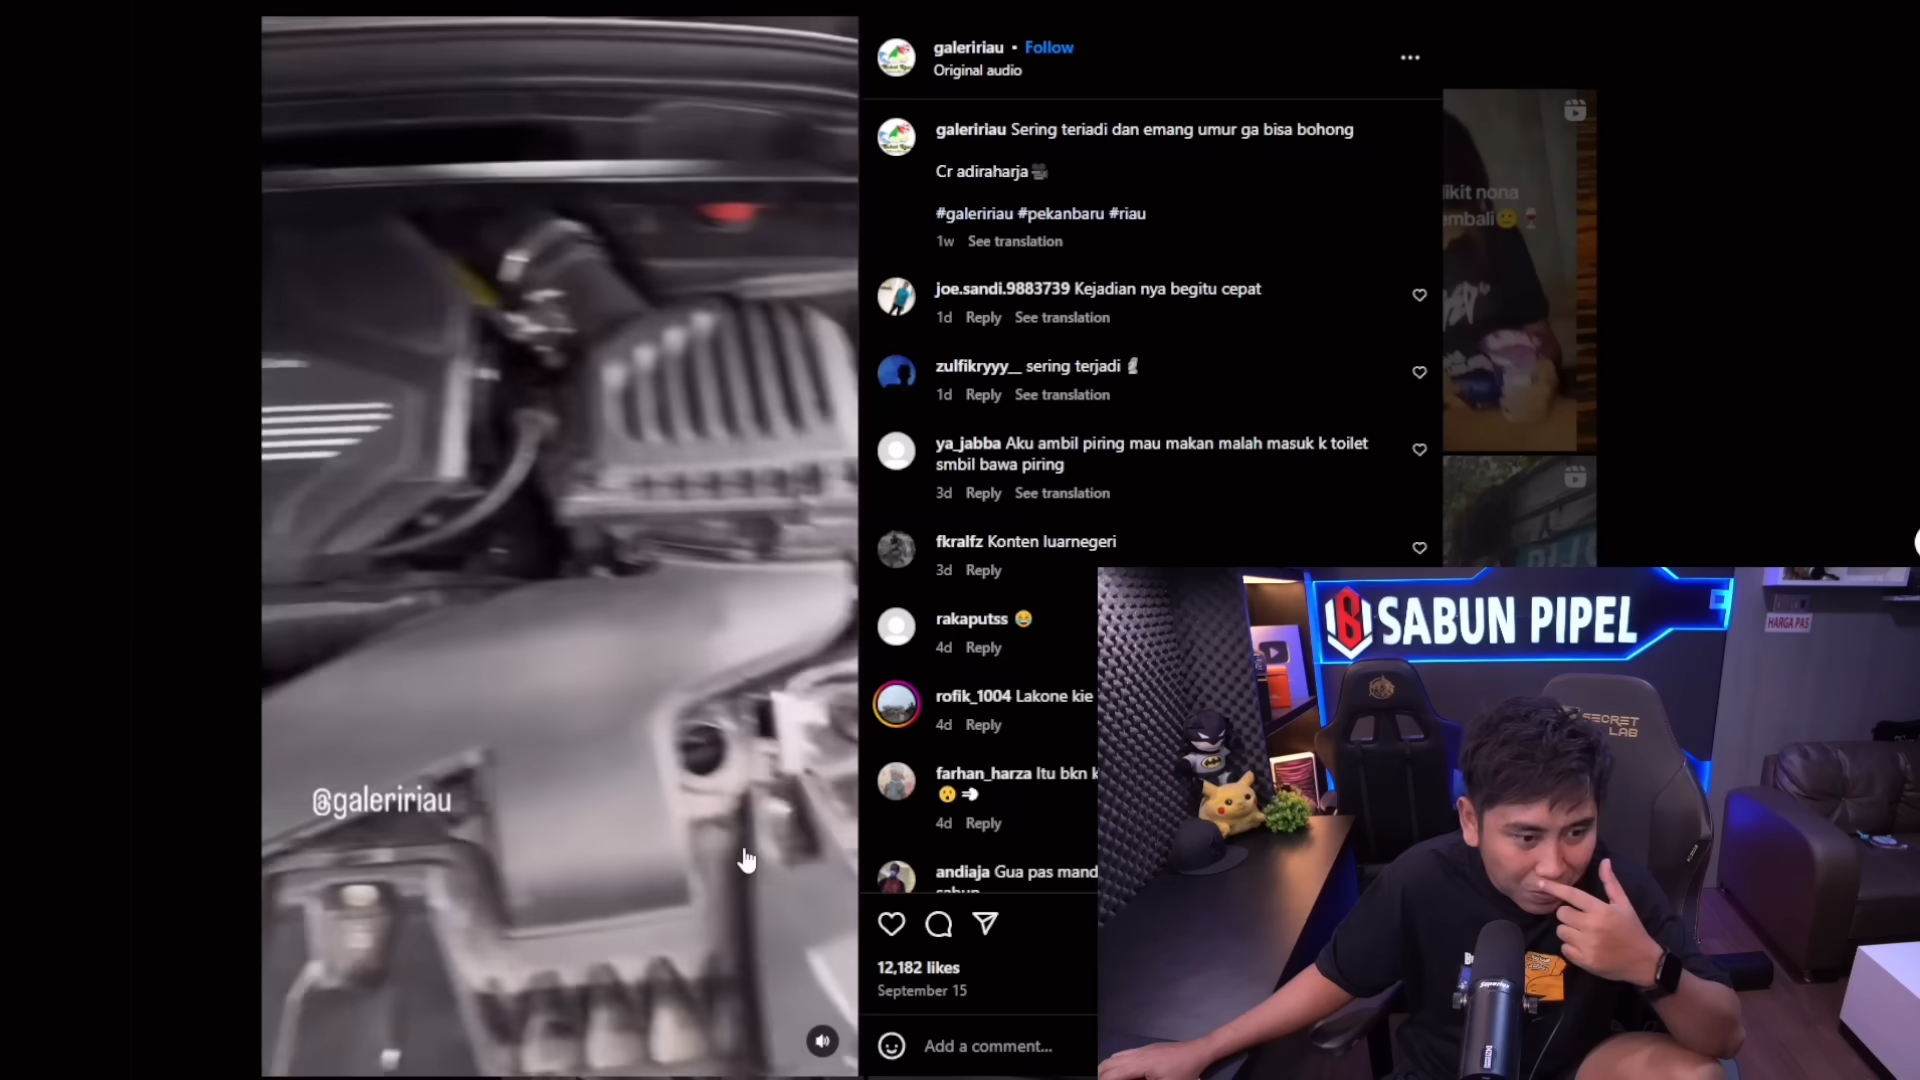 galeririau • Follow
Original audio
galeririau Sering teriadi dan emang umur ga bisa bohong
Cr adiraharja
#galeririau #pekanbaru #riau
1w See translation
joe.sandi.9883739 Kejadian nya begitu cepat
1d Reply See translation
zulfikryyy__ sering terjadi
1d Reply See translation
ya_jabba Aku ambil piring mau makan malah masuk k toilet
smbil bawa piring
3d Reply See translation
fkralfz Konten luarnegeri
3d Reply
rakaputss 😂
4d Reply
rofik_1004 Lakone kie
4d Reply
farhan_harza Itu bkn k
😮
4d Reply
andiaja Gua pas mand
12,182 likes
September 15
Add a comment...
@galeririau
ikit nona
embali🙂🍷
SABUN PIPEL
HARGA PAS
SECRET
LAB